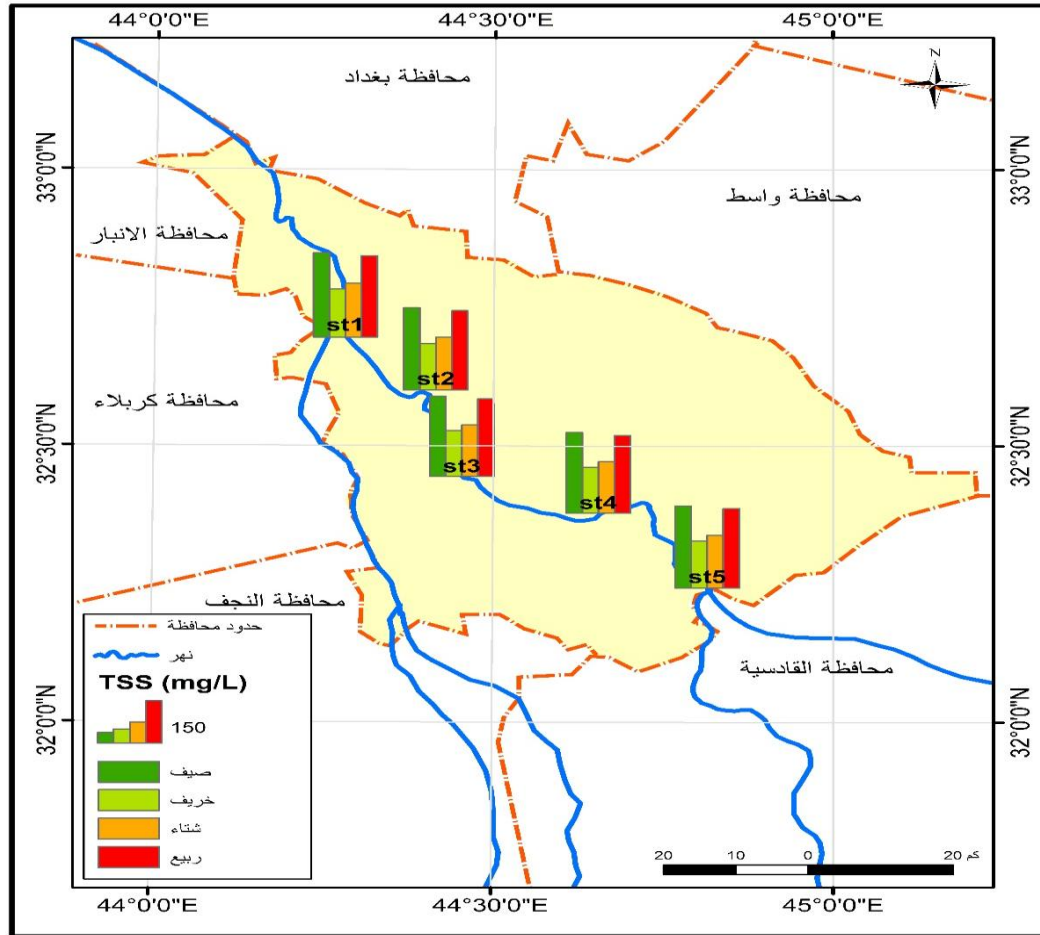 44°0'0"E 44°30'0"E 45°0'0"E
محافظة بغداد
N
33°0'0"N 33°0'0"N
محافظة واسط
محافظة الانبار
st1
st2
محافظة كربلاء
32°30'0"N 32°30'0"N
st3
st4
st5
محافظة النجف
حدود محافظة
نهر
محافظة القادسية
TSS (mg/L)
150
32°0'0"N 32°0'0"N
صيف
خريف
شتاء
ربيع
20 10 0 20 كم
44°0'0"E 44°30'0"E 45°0'0"E